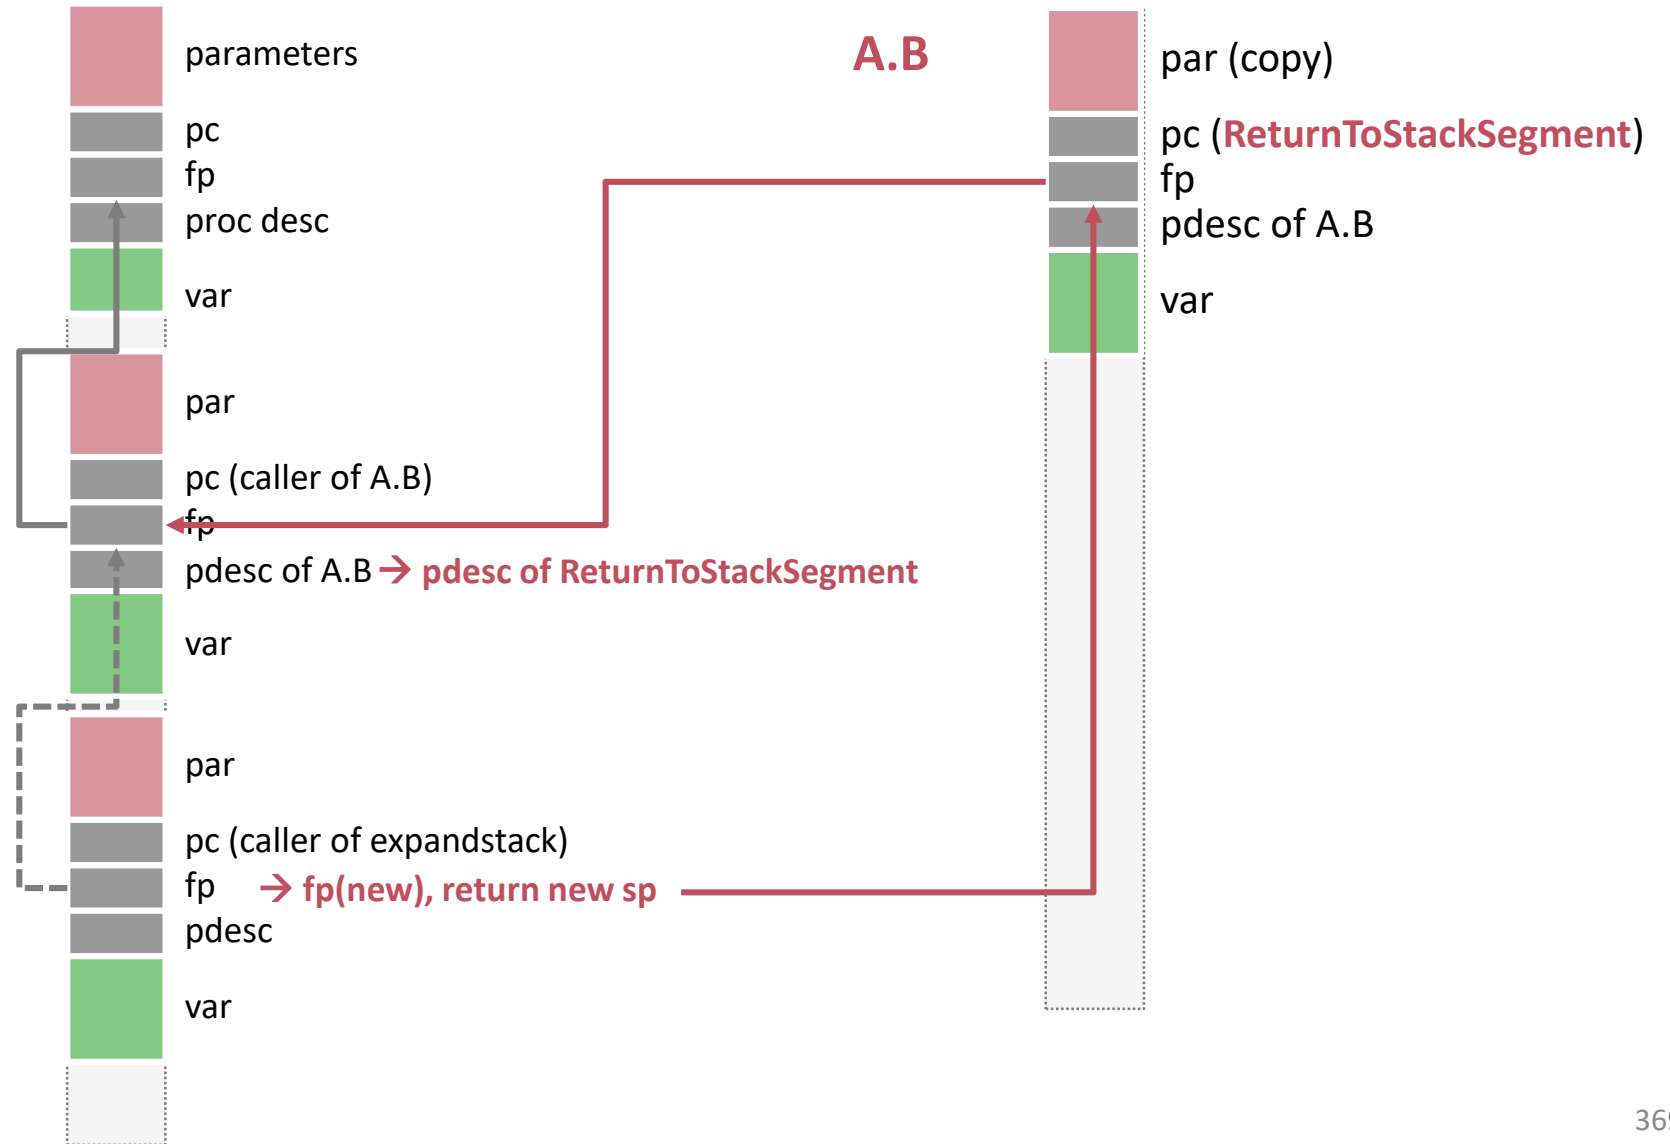 parameters
pc
fp
proc desc
var
par
pc (caller of A.B)
fp
pdesc of A.B → pdesc of ReturnToStackSegment
var
par
pc (caller of expandstack)
fp → fp(new), return new sp
pdesc
var
A.B
par (copy)
pc (ReturnToStackSegment)
fp
pdesc of A.B
var
369